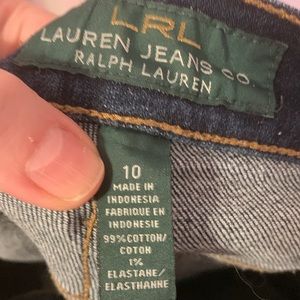 LRL
LAUREN JEANS CO.
RALPH LAUREN
10
MADE IN
INDONESIA
FABRIQUE EN
INDONESIE
99% COTTON/
COTON
1%
ELASTANE/
ELASTHANNE